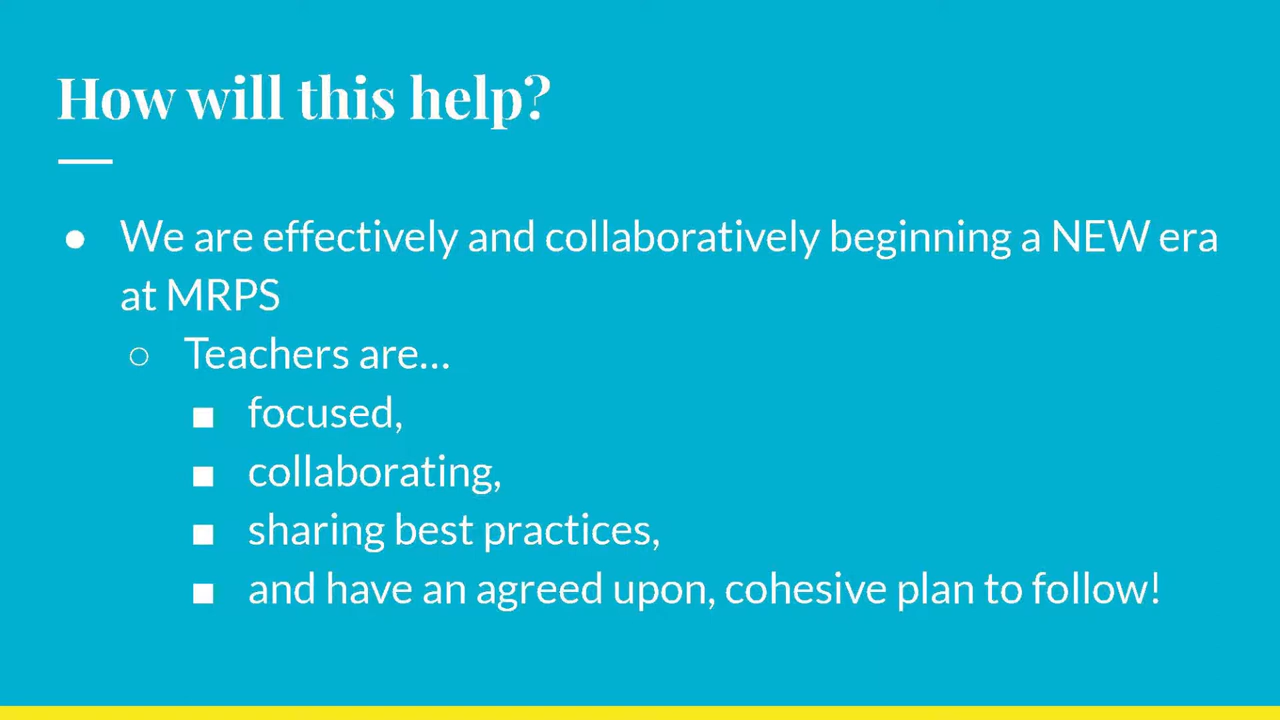 How will this help?
● We are effectively and collaboratively beginning a NEW era
at MRPS
○ Teachers are...
■ focused,
■ collaborating,
■ sharing best practices,
■ and have an agreed upon, cohesive plan to follow!